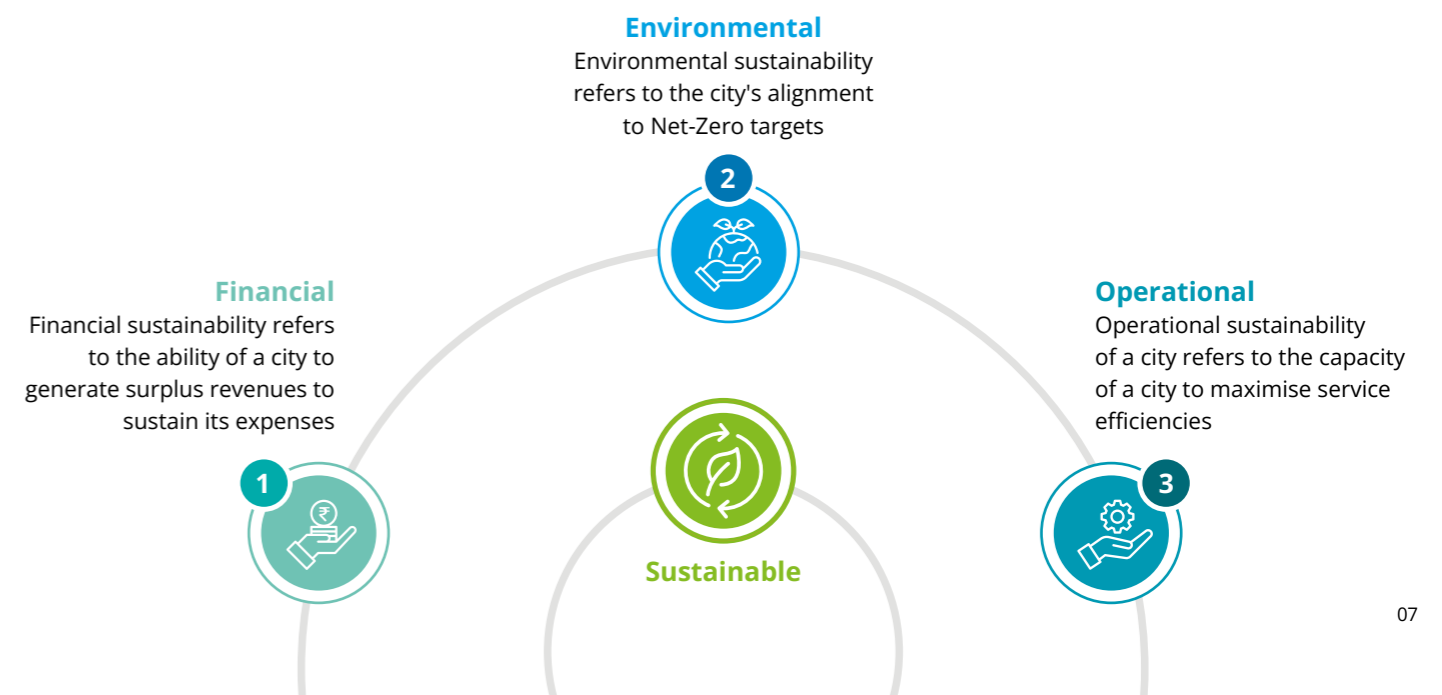 Environmental
Environmental sustainability
refers to the city's alignment
to Net-Zero targets
2
Financial
Financial sustainability refers
to the ability of a city to
generate surplus revenues to
sustain its expenses
1
₹
Operational
Operational sustainability
of a city refers to the capacity
of a city to maximise service
efficiencies
3
Sustainable
07